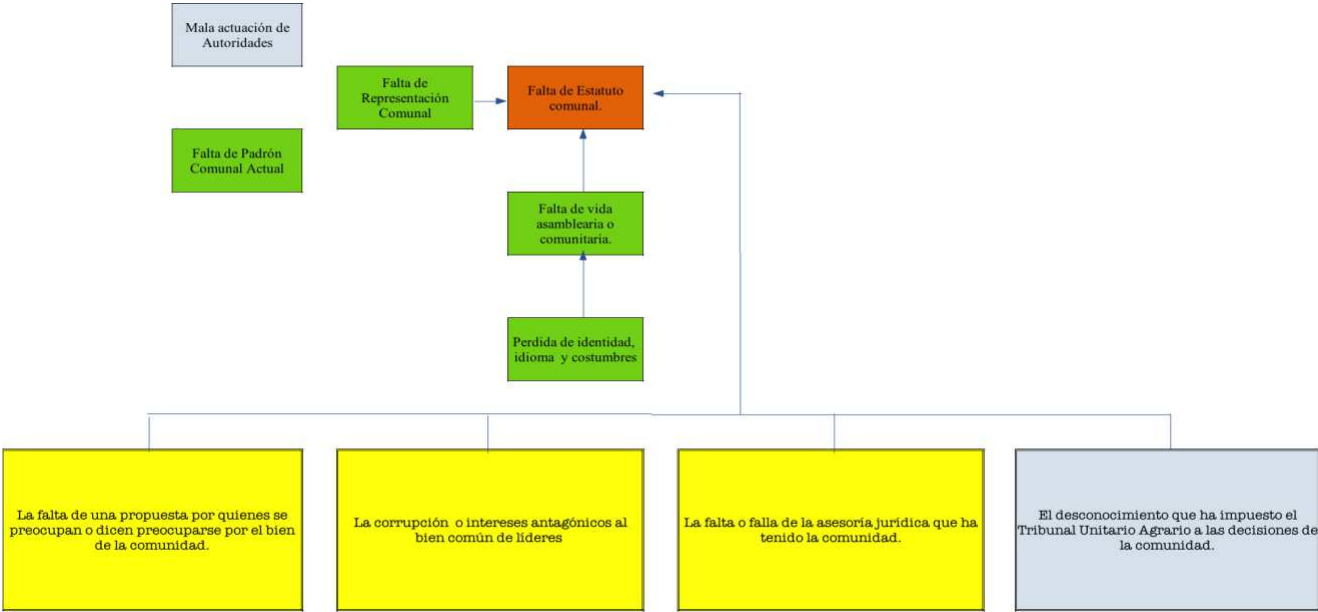 Mala actuación de
Autoridades
Falta de
Representación
Comunal
Falta de Estatuto
comunal.
Falta de Padrón
Comunal Actual
Falta de vida
asamblearia o
comunitaria.
Perdida de identidad,
idioma y costumbres
La falta de una propuesta por quienes se
preocupan o dicen preocuparse por el bien
de la comunidad.
La corrupción o intereses antagónicos al
bien común de líderes
La falta o falla de la asesoría jurídica que ha
tenido la comunidad.
El desconocimiento que ha impuesto el
Tribunal Unitario Agrario a las decisiones de
la comunidad.